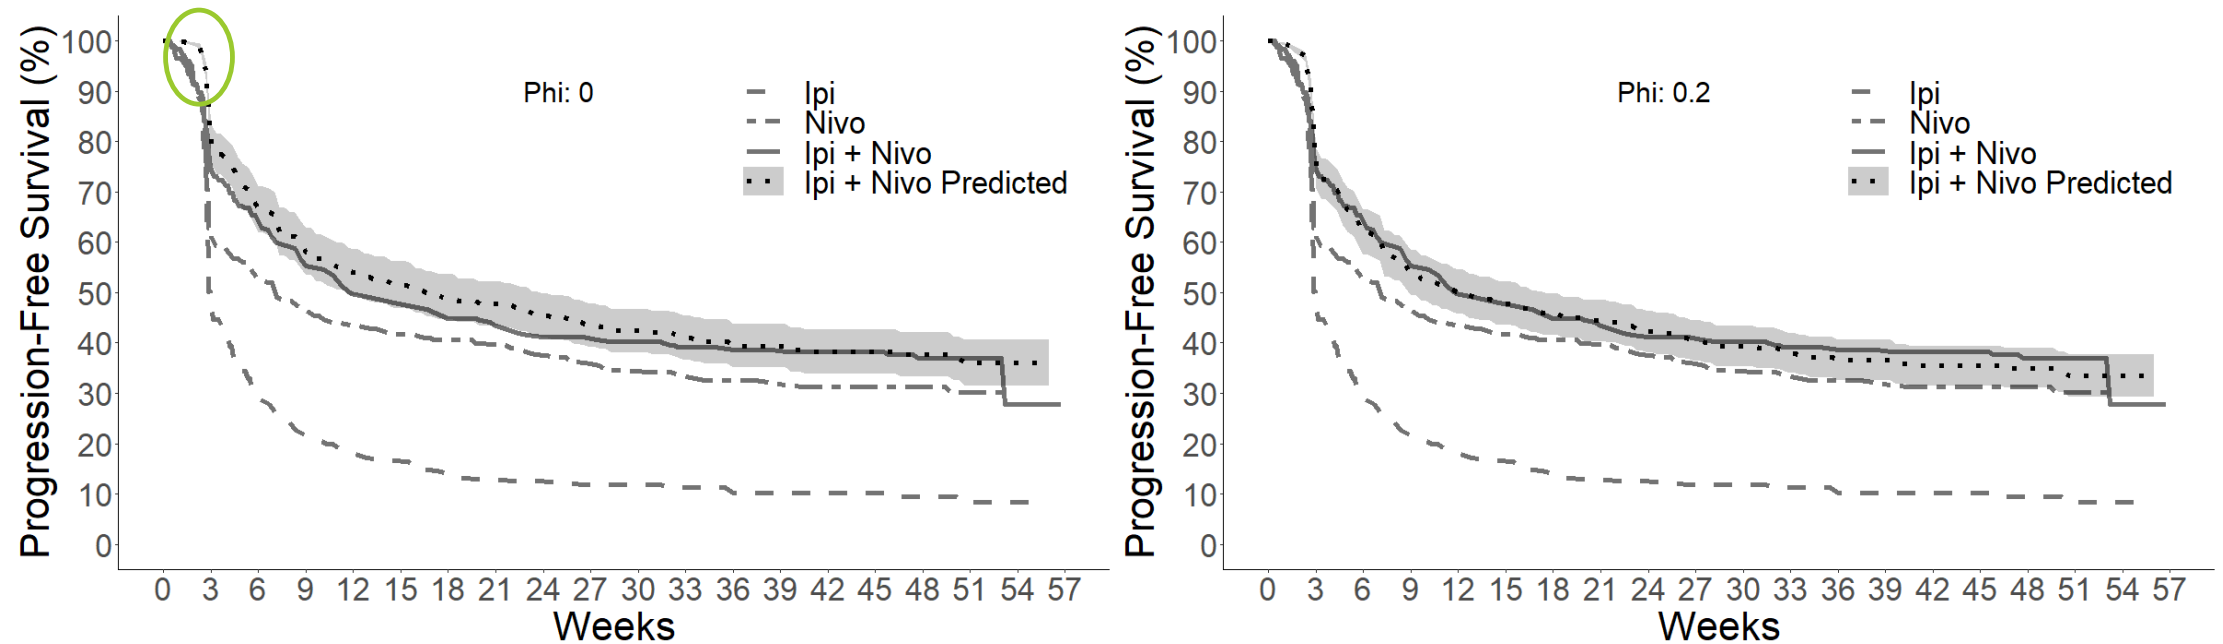 Progression-Free Survival (%)
100
90
80
70
60
50
40
30
20
10
0
Phi: 0
Ipi
Nivo
Ipi + Nivo
Ipi + Nivo Predicted
0 3 6 9 12 15 18 21 24 27 30 33 36 39 42 45 48 51 54 57
Weeks
Progression-Free Survival (%)
100
90
80
70
60
50
40
30
20
10
0
Phi: 0.2
Ipi
Nivo
Ipi + Nivo
Ipi + Nivo Predicted
0 3 6 9 12 15 18 21 24 27 30 33 36 39 42 45 48 51 54 57
Weeks